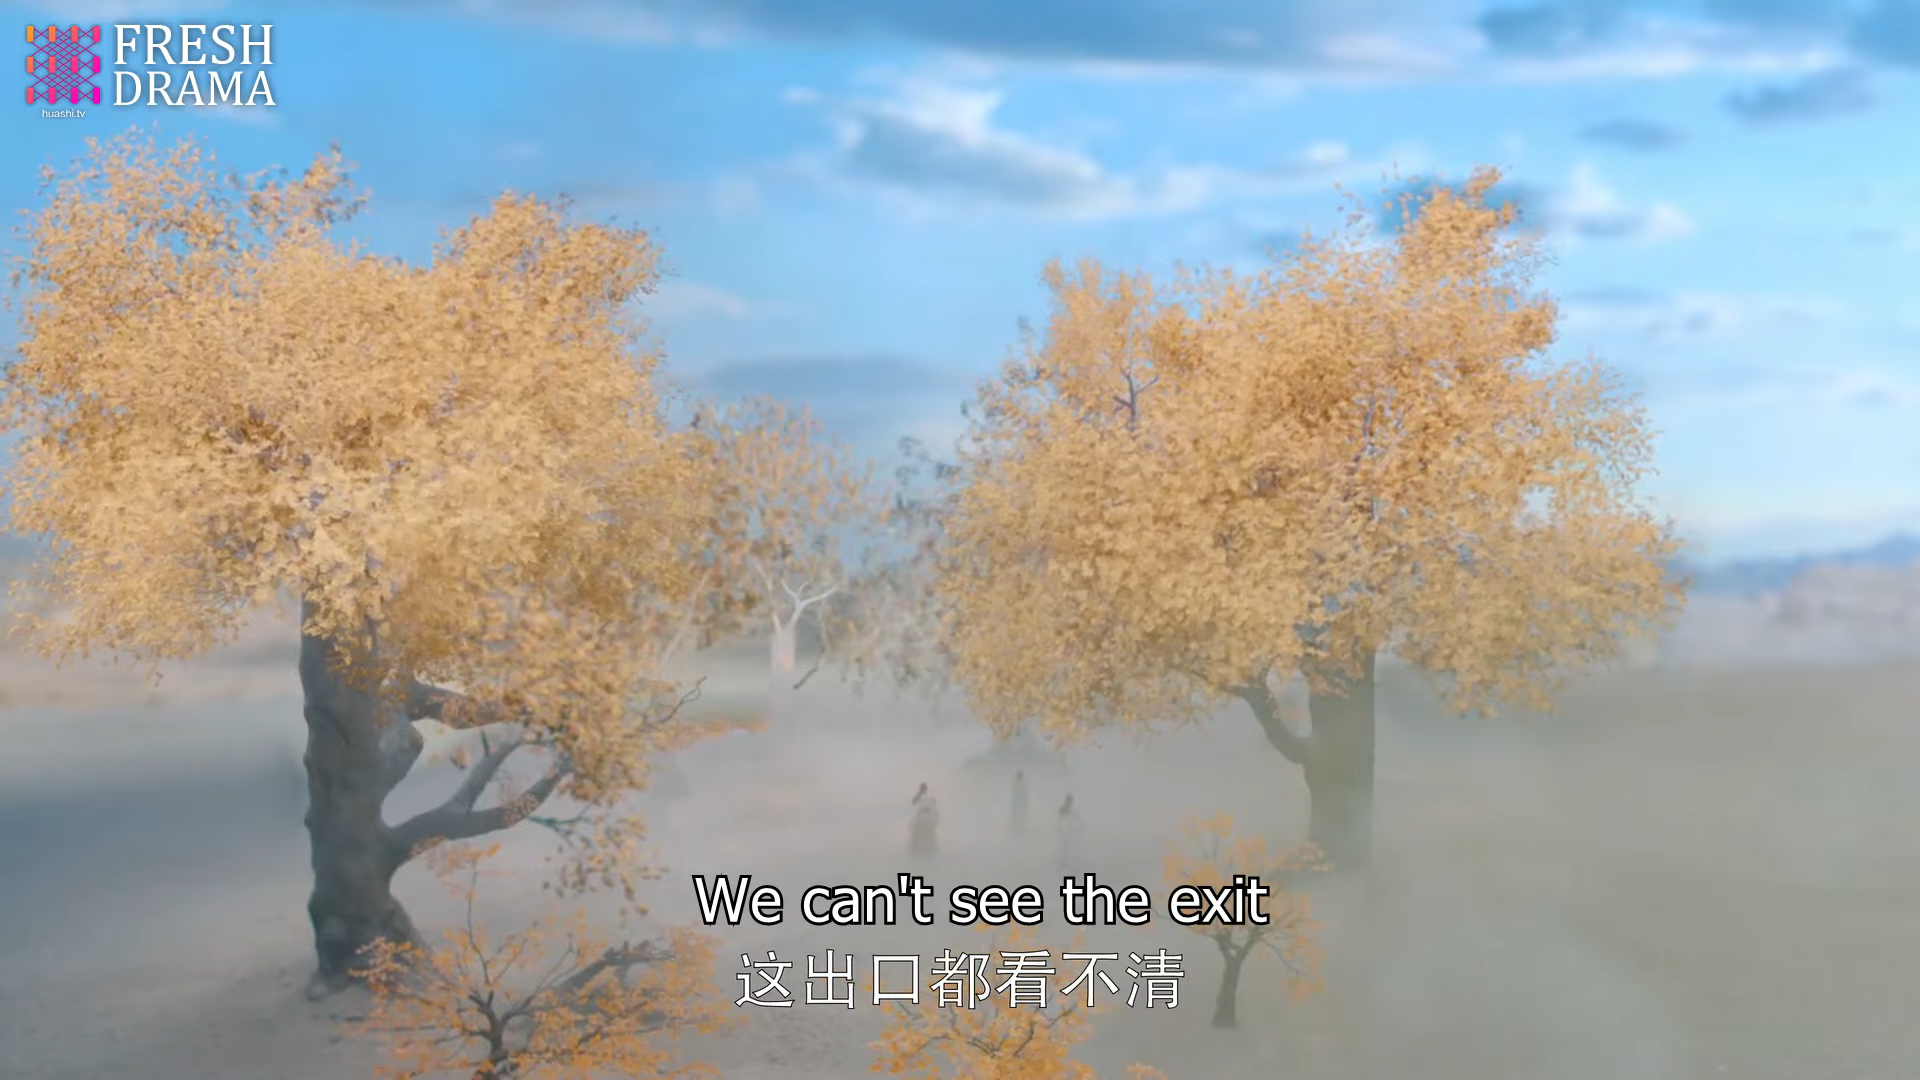 FRESH
DRAMA
huashi.tv
We can't see the exit
这出口都看不清